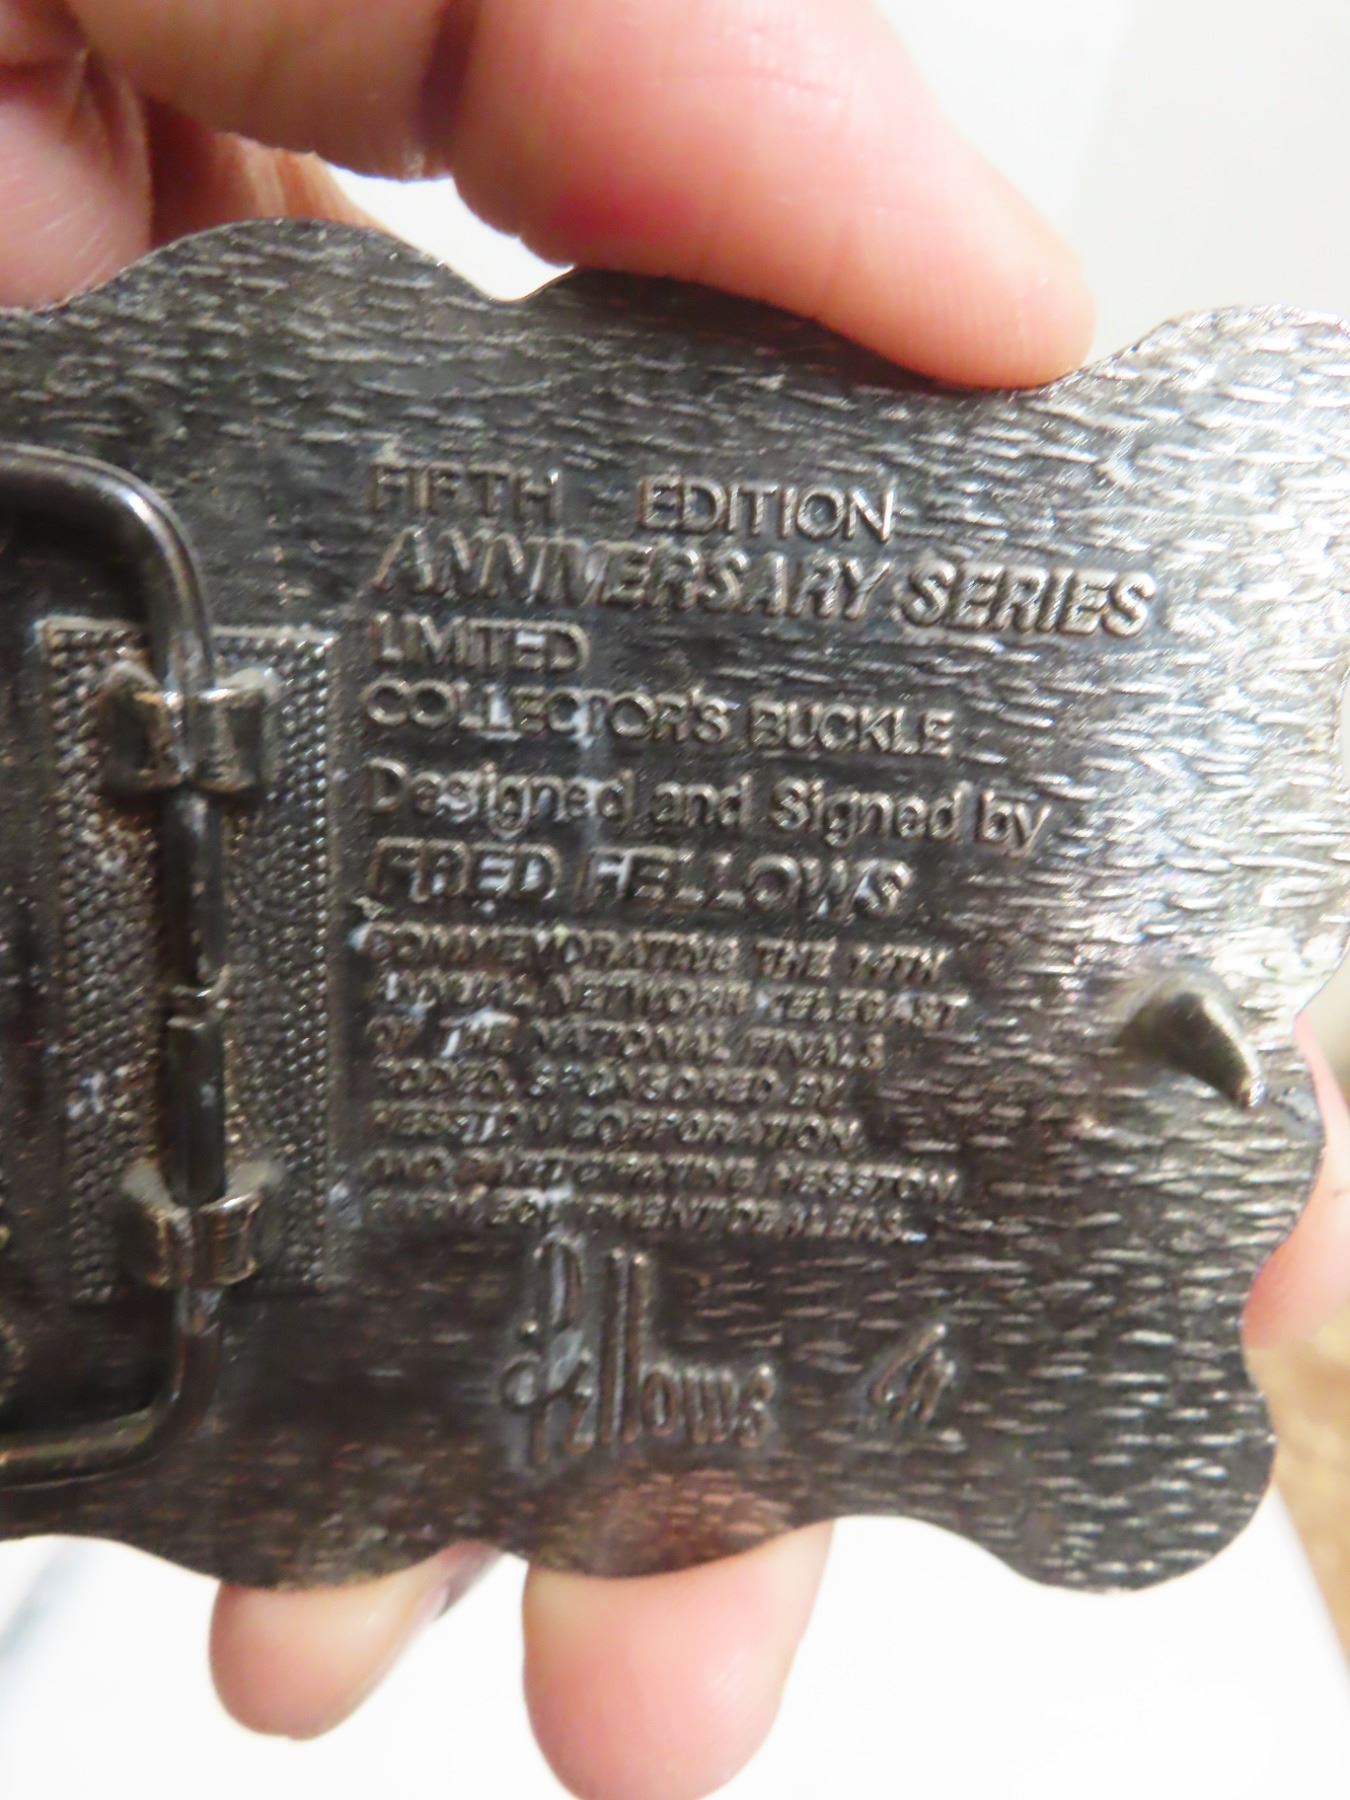 FIFTH EDITION
ANNIVERSARY SERIES
LIMITED
COLLECTOR'S BUCKLE
Designed and Signed by
FRED FELLOWS
COMMEMORATING THE
ANNUAL NETWORK TELECAST
OF THE NATIONAL FINALS
RODEO, SPONSORED BY
HESSTON CORPORATION
AND PARTICIPATING HESSTON
FARM EQUIPMENT DEALERS.
Fellows